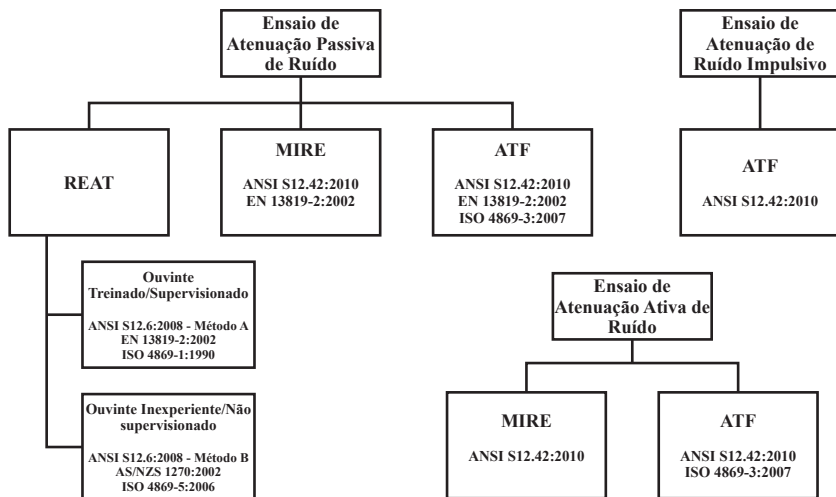 Ensaio de
Atenuação Passiva
de Ruído
Ensaio de
Atenuação de
Ruído Impulsivo
REAT
MIRE
ANSI S12.42:2010
EN 13819-2:2002
ATF
ANSI S12.42:2010
EN 13819-2:2002
ISO 4869-3:2007
ATF
ANSI S12.42:2010
Ouvinte
Treinado/Supervisionado
ANSI S12.6:2008 - Método A
EN 13819-2:2002
ISO 4869-1:1990
Ouvinte Inexperiente/Não
supervisionado
ANSI S12.6:2008 - Método B
AS/NZS 1270:2002
ISO 4869-5:2006
Ensaio de
Atenuação Ativa de
Ruído
MIRE
ANSI S12.42:2010
ATF
ANSI S12.42:2010
ISO 4869-3:2007